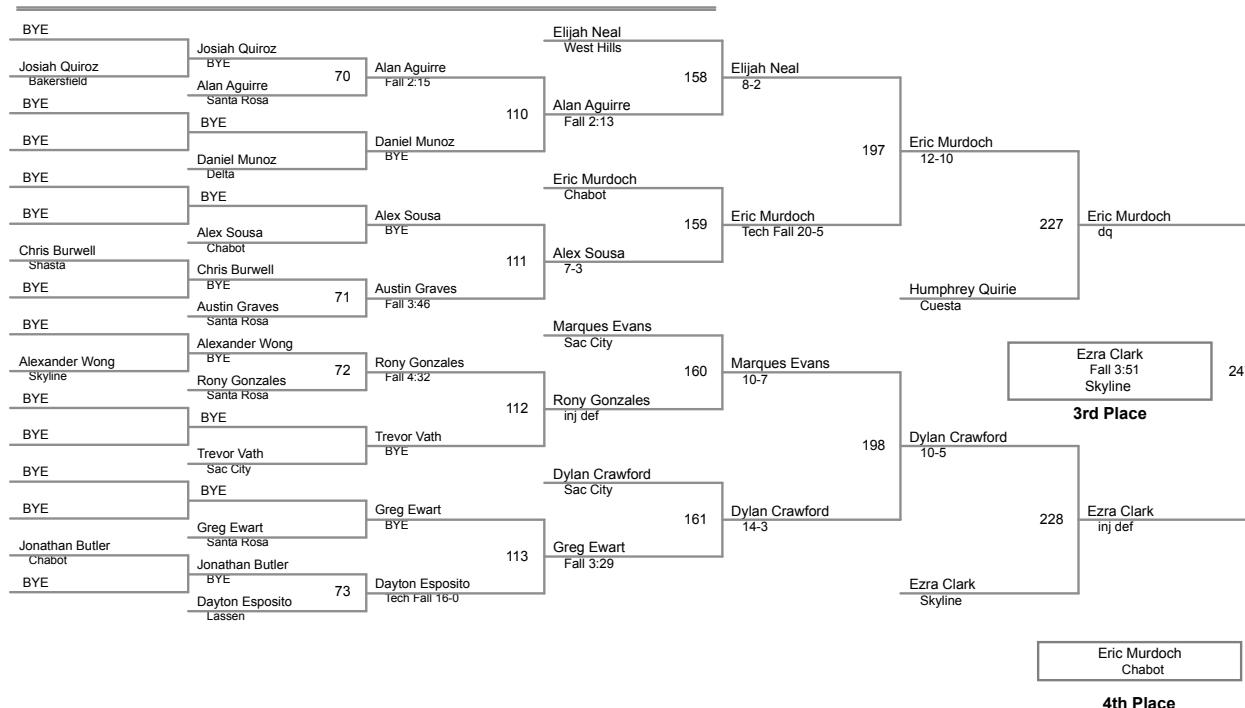 BYE
Josiah Quiroz
Bakersfield
BYE
BYE
BYE
BYE
Chris Burwell
Shasta
BYE
BYE
Alexander Wong
Skyline
BYE
BYE
BYE
BYE
Jonathan Butler
Chabot
BYE
Josiah Quiroz
BYE
70
Alan Aguirre
Santa Rosa
BYE
Daniel Munoz
Delta
BYE
Alex Sousa
Chabot
Chris Burwell
BYE
71
Austin Graves
Santa Rosa
Alexander Wong
BYE
72
Rony Gonzales
Santa Rosa
BYE
Trevor Vath
Sac City
BYE
Greg Ewart
Santa Rosa
Jonathan Butler
BYE
73
Dayton Esposito
Lassen
Alan Aguirre
Fall 2:15
110
Daniel Munoz
BYE
Alex Sousa
BYE
111
Austin Graves
Fall 3:46
Rony Gonzales
Fall 4:32
112
Trevor Vath
BYE
Greg Ewart
BYE
113
Dayton Esposito
Tech Fall 16-0
Elijah Neal
West Hills
158
Alan Aguirre
Fall 2:13
Eric Murdoch
Chabot
159
Alex Sousa
7-3
Marques Evans
Sac City
160
Rony Gonzales
inj def
Dylan Crawford
Sac City
161
Greg Ewart
Fall 3:29
Elijah Neal
8-2
197
Eric Murdoch
Tech Fall 20-5
Marques Evans
10-7
198
Dylan Crawford
14-3
Eric Murdoch
12-10
227
Humphrey Quirie
Cuesta
Dylan Crawford
10-5
228
Ezra Clark
Skyline
Eric Murdoch
dq
Ezra Clark
Fall 3:51
Skyline
24
3rd Place
Ezra Clark
inj def
Eric Murdoch
Chabot
4th Place